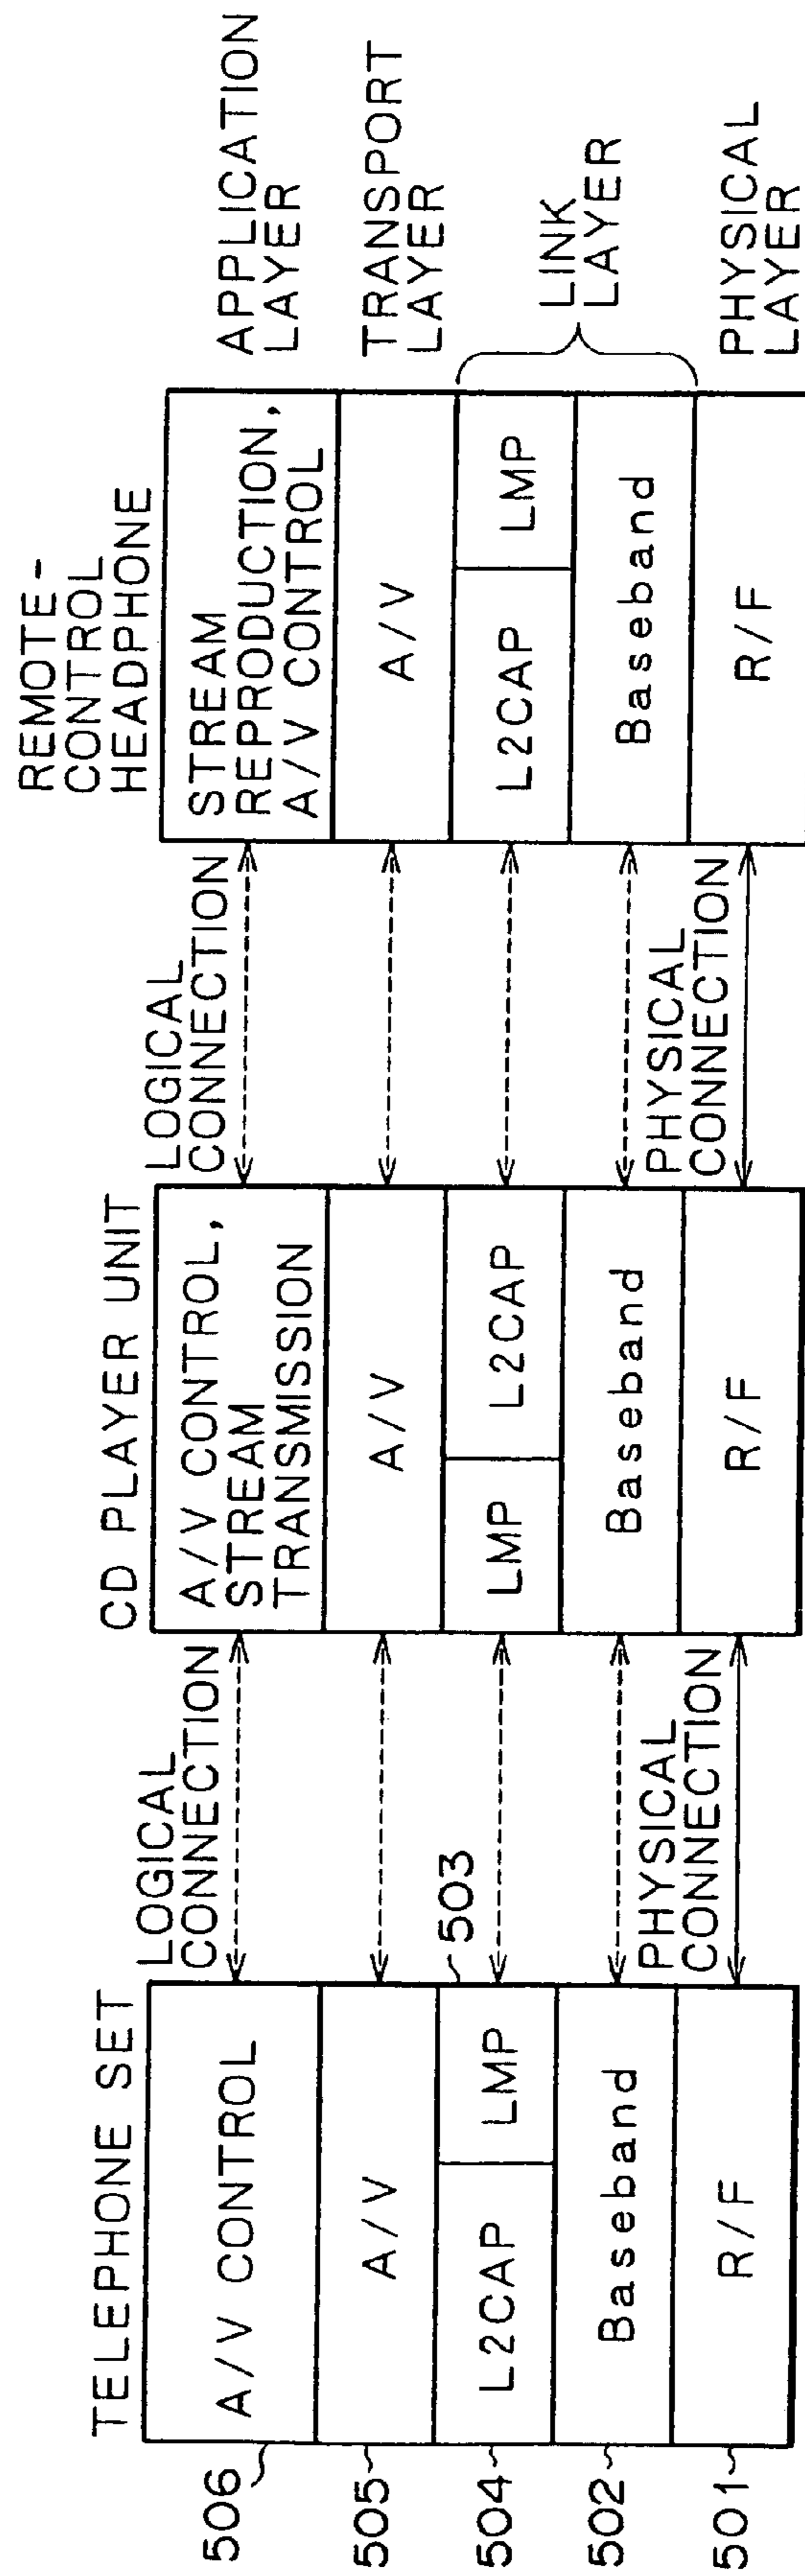 TELEPHONE SET
506
A/V CONTROL
505
A/V
504
L2CAP
LMP
503
502
Baseband
501
R/F
LOGICAL
CONNECTION
PHYSICAL
CONNECTION
CD PLAYER UNIT
A/V CONTROL,
STREAM
TRANSMISSION
A/V
LMP
L2CAP
Baseband
R/F
LOGICAL
CONNECTION
PHYSICAL
CONNECTION
REMOTE-
CONTROL
HEADPHONE
STREAM
REPRODUCTION,
A/V CONTROL
A/V
L2CAP
LMP
Baseband
R/F
APPLICATION
LAYER
TRANSPORT
LAYER
LINK
LAYER
PHYSICAL
LAYER